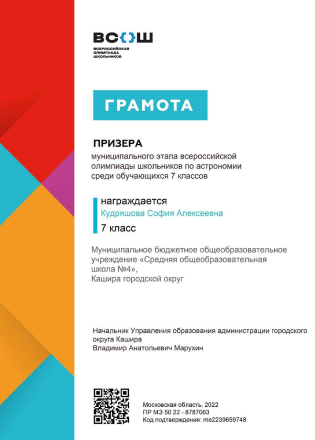 ВСОШ
ВСЕРОССИЙСКАЯ
ОЛИМПИАДА
ШКОЛЬНИКОВ
ГРАМОТА
ПРИЗЕРА
муниципального этапа всероссийской
олимпиады школьников по астрономии
среди обучающихся 7 классов
награждается
Кудряшова София Алексеевна
7 класс
Муниципальное бюджетное общеобразовательное
учреждение «Средняя общеобразовательная
школа №4»,
Кашира городской округ
Начальник Управления образования администрации городского
округа Кашира
Владимир Анатольевич Марухин
Московская область, 2022
ПР МЭ 50 22 - 8787063
Код подтверждения: me2239659748